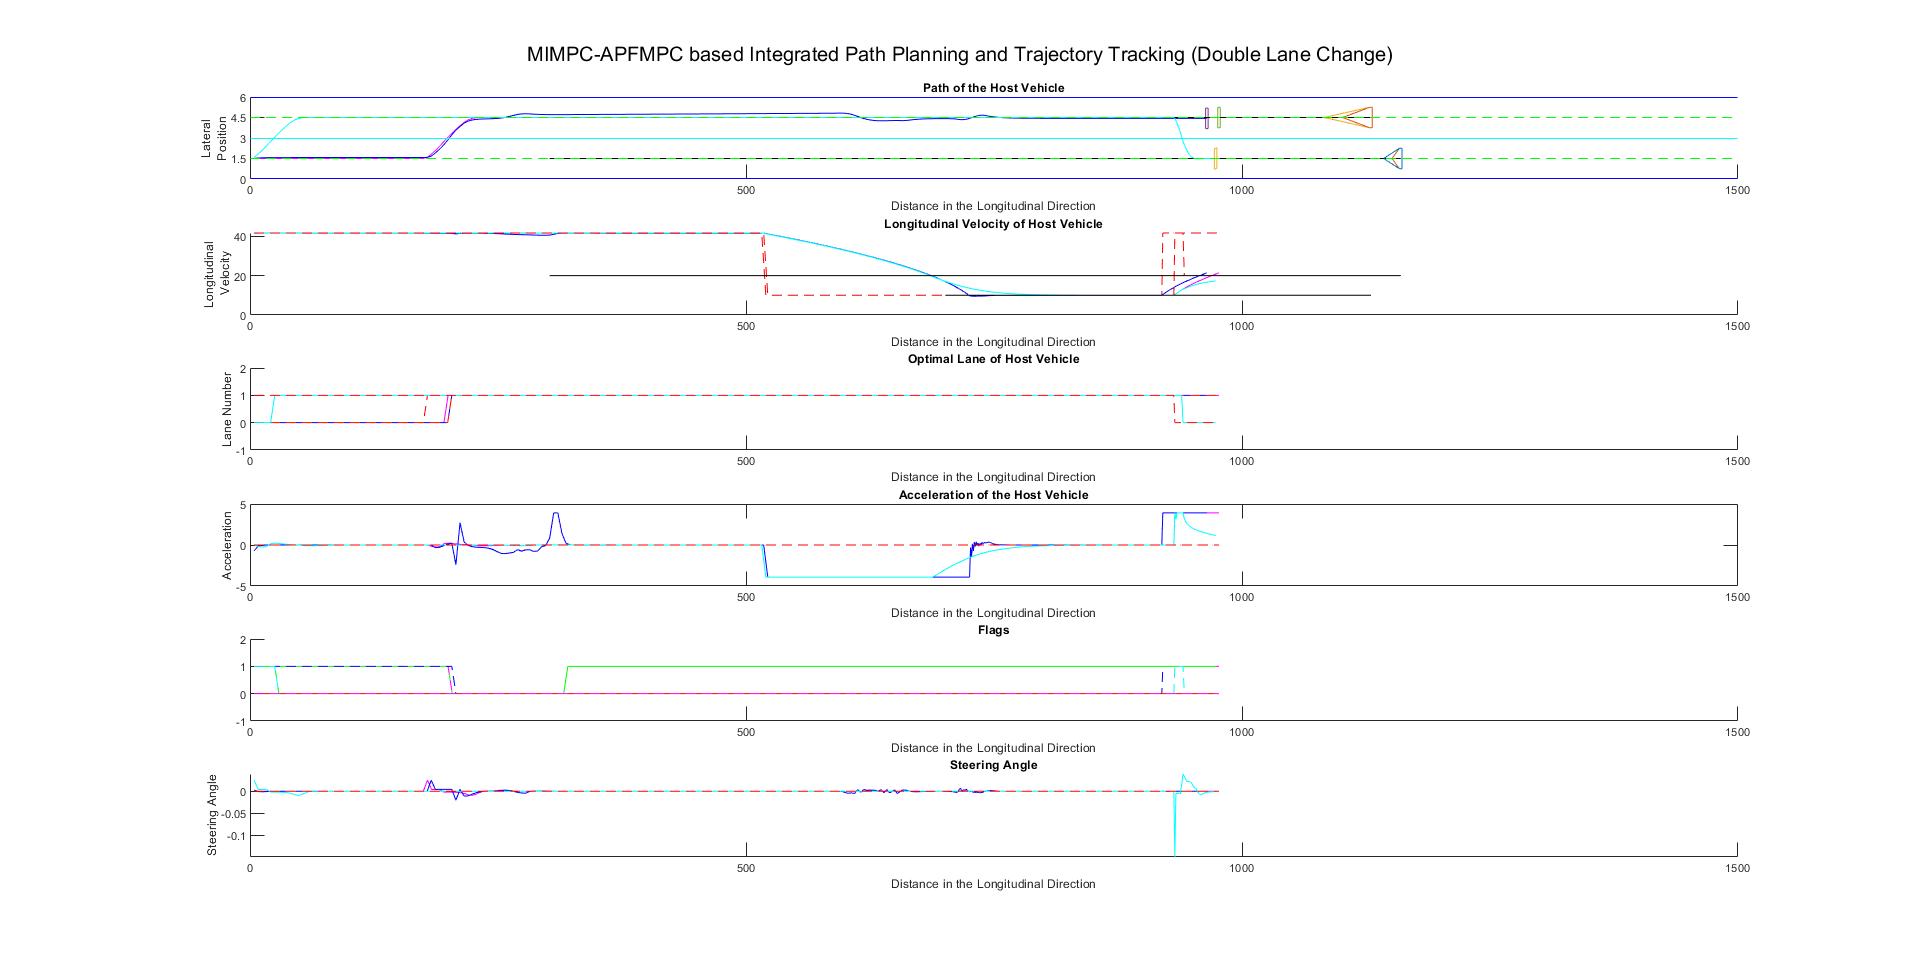 MIMPC-APFMPC based Integrated Path Planning and Trajectory Tracking (Double Lane Change)
Path of the Host Vehicle
Lateral
Position
6
4.5
3
1.5
0
0 500 1000 1500
Distance in the Longitudinal Direction
Longitudinal Velocity of Host Vehicle
Longitudinal
Velocity
40
20
0
0 500 1000 1500
Distance in the Longitudinal Direction
Optimal Lane of Host Vehicle
Lane Number
2
1
0
-1
0 500 1000 1500
Distance in the Longitudinal Direction
Acceleration of the Host Vehicle
Acceleration
5
0
-5
0 500 1000 1500
Distance in the Longitudinal Direction
Flags
2
1
0
-1
0 500 1000 1500
Distance in the Longitudinal Direction
Steering Angle
Steering Angle
0
-0.05
-0.1
0 500 1000 1500
Distance in the Longitudinal Direction